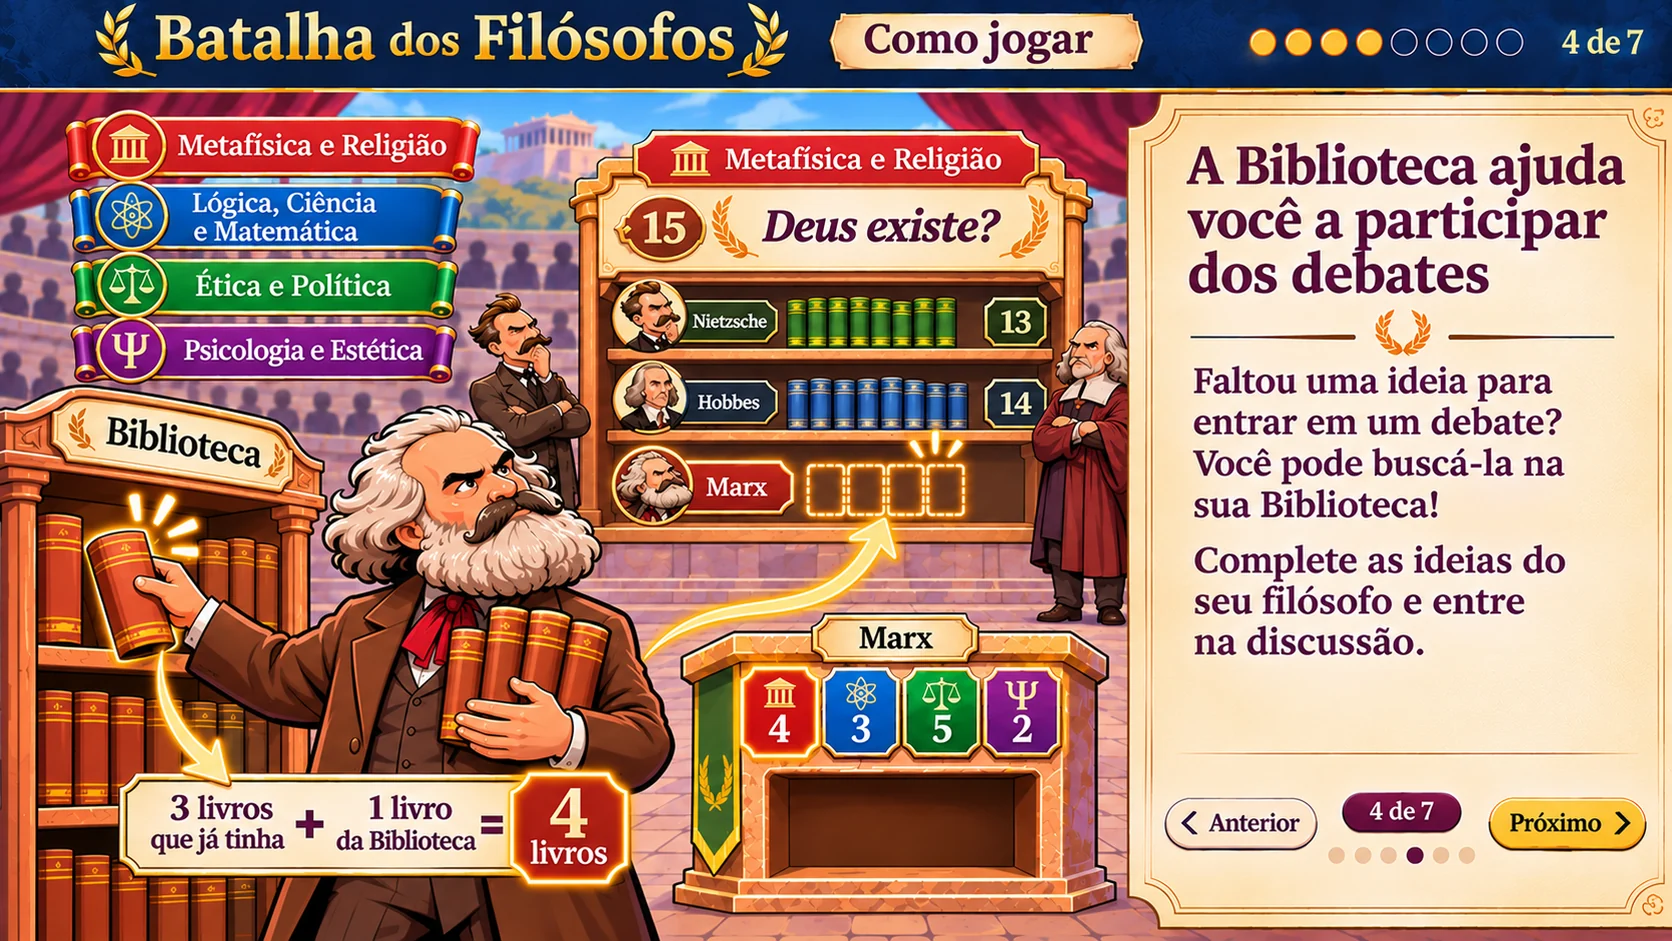 Batalha dos Filósofos
Como jogar
4 de 7
Metafísica e Religião
Lógica, Ciência
e Matemática
Ética e Política
Psicologia e Estética
Metafísica e Religião
15
Deus existe?
Nietzsche
13
Hobbes
14
Marx
Biblioteca
3 livros
que já tinha
+
1 livro
da Biblioteca
=
4
livros
Marx
Ψ
4 3 5 2
A Biblioteca ajuda
você a participar
dos debates
Faltou uma ideia para
entrar em um debate?
Você pode buscá-la na
sua Biblioteca!
Complete as ideias do
seu filósofo e entre
na discussão.
Anterior
4 de 7
Próximo